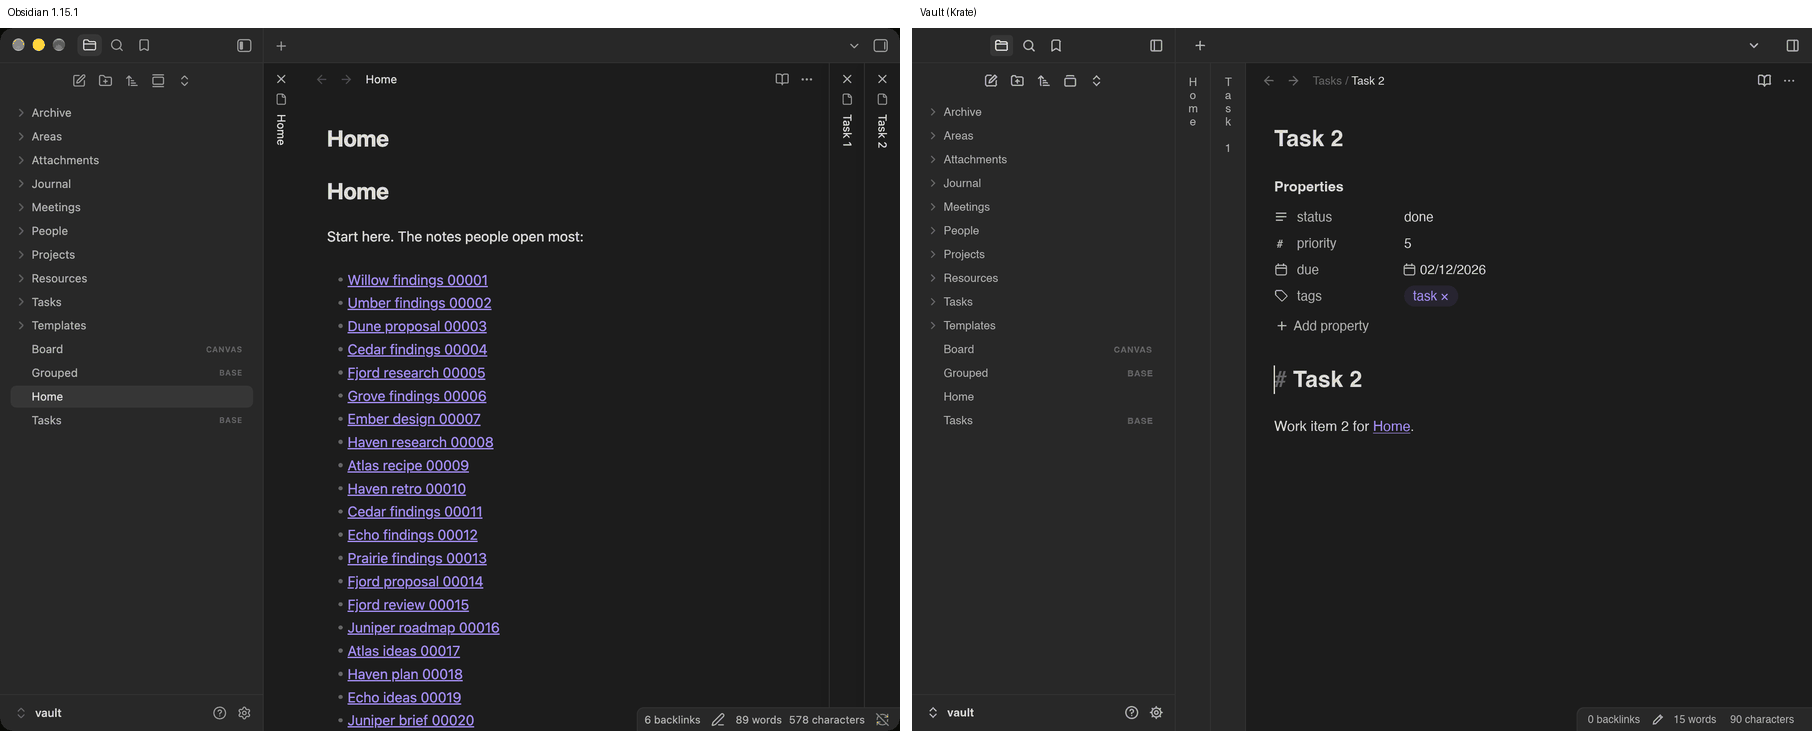 Obsidian 1.15.1
Archive
Areas
Attachments
Journal
Meetings
People
Projects
Resources
Tasks
Templates
Board CANVAS
Grouped BASE
Home
Tasks BASE
vault
Home
Home
Home
Home
Start here. The notes people open most:
Willow findings 00001
Umber findings 00002
Dune proposal 00003
Cedar findings 00004
Fjord research 00005
Grove findings 00006
Ember design 00007
Haven research 00008
Atlas recipe 00009
Haven retro 00010
Cedar findings 00011
Echo findings 00012
Prairie findings 00013
Fjord proposal 00014
Fjord review 00015
Juniper roadmap 00016
Atlas ideas 00017
Haven plan 00018
Echo ideas 00019
Juniper brief 00020
Task 1
Task 2
6 backlinks 89 words 578 characters
Vault (Krate)
Archive
Areas
Attachments
Journal
Meetings
People
Projects
Resources
Tasks
Templates
Board CANVAS
Grouped BASE
Home
Tasks BASE
vault
Home
Task 1
Tasks / Task 2
Task 2
Properties
status done
# priority 5
due 02/12/2026
tags task ×
+ Add property
# Task 2
Work item 2 for Home.
0 backlinks 15 words 90 characters